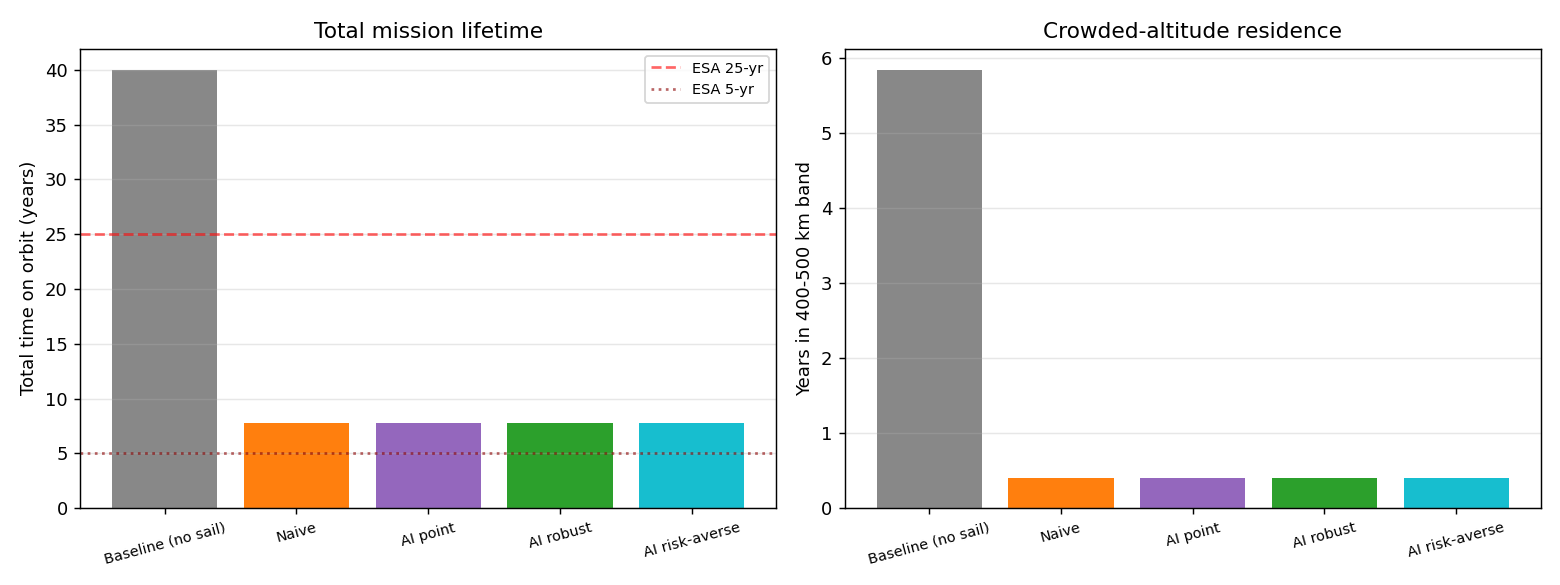 Total mission lifetime
Total time on orbit (years)
40
35
30
25
20
15
10
5
0
ESA 25-yr
ESA 5-yr
Baseline (no sail)
Naive
AI point
AI robust
AI risk-averse
Crowded-altitude residence
Years in 400-500 km band
6
5
4
3
2
1
0
Baseline (no sail)
Naive
AI point
AI robust
AI risk-averse